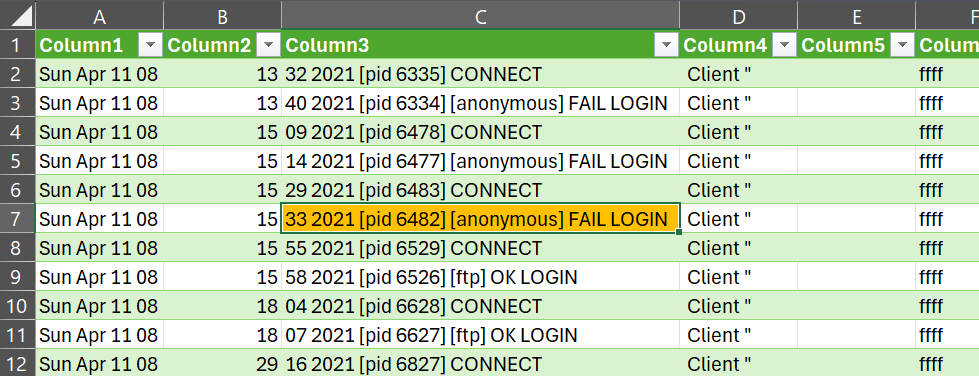 A B C D E F
1 Column1 Column2 Column3 Column4 Column5 Colum
2 Sun Apr 11 08 13 32 2021 [pid 6335] CONNECT Client " ffff
3 Sun Apr 11 08 13 40 2021 [pid 6334] [anonymous] FAIL LOGIN Client " ffff
4 Sun Apr 11 08 15 09 2021 [pid 6478] CONNECT Client " ffff
5 Sun Apr 11 08 15 14 2021 [pid 6477] [anonymous] FAIL LOGIN Client " ffff
6 Sun Apr 11 08 15 29 2021 [pid 6483] CONNECT Client " ffff
7 Sun Apr 11 08 15 33 2021 [pid 6482] [anonymous] FAIL LOGIN Client " ffff
8 Sun Apr 11 08 15 55 2021 [pid 6529] CONNECT Client " ffff
9 Sun Apr 11 08 15 58 2021 [pid 6526] [ftp] OK LOGIN Client " ffff
10 Sun Apr 11 08 18 04 2021 [pid 6628] CONNECT Client " ffff
11 Sun Apr 11 08 18 07 2021 [pid 6627] [ftp] OK LOGIN Client " ffff
12 Sun Apr 11 08 29 16 2021 [pid 6827] CONNECT Client " ffff